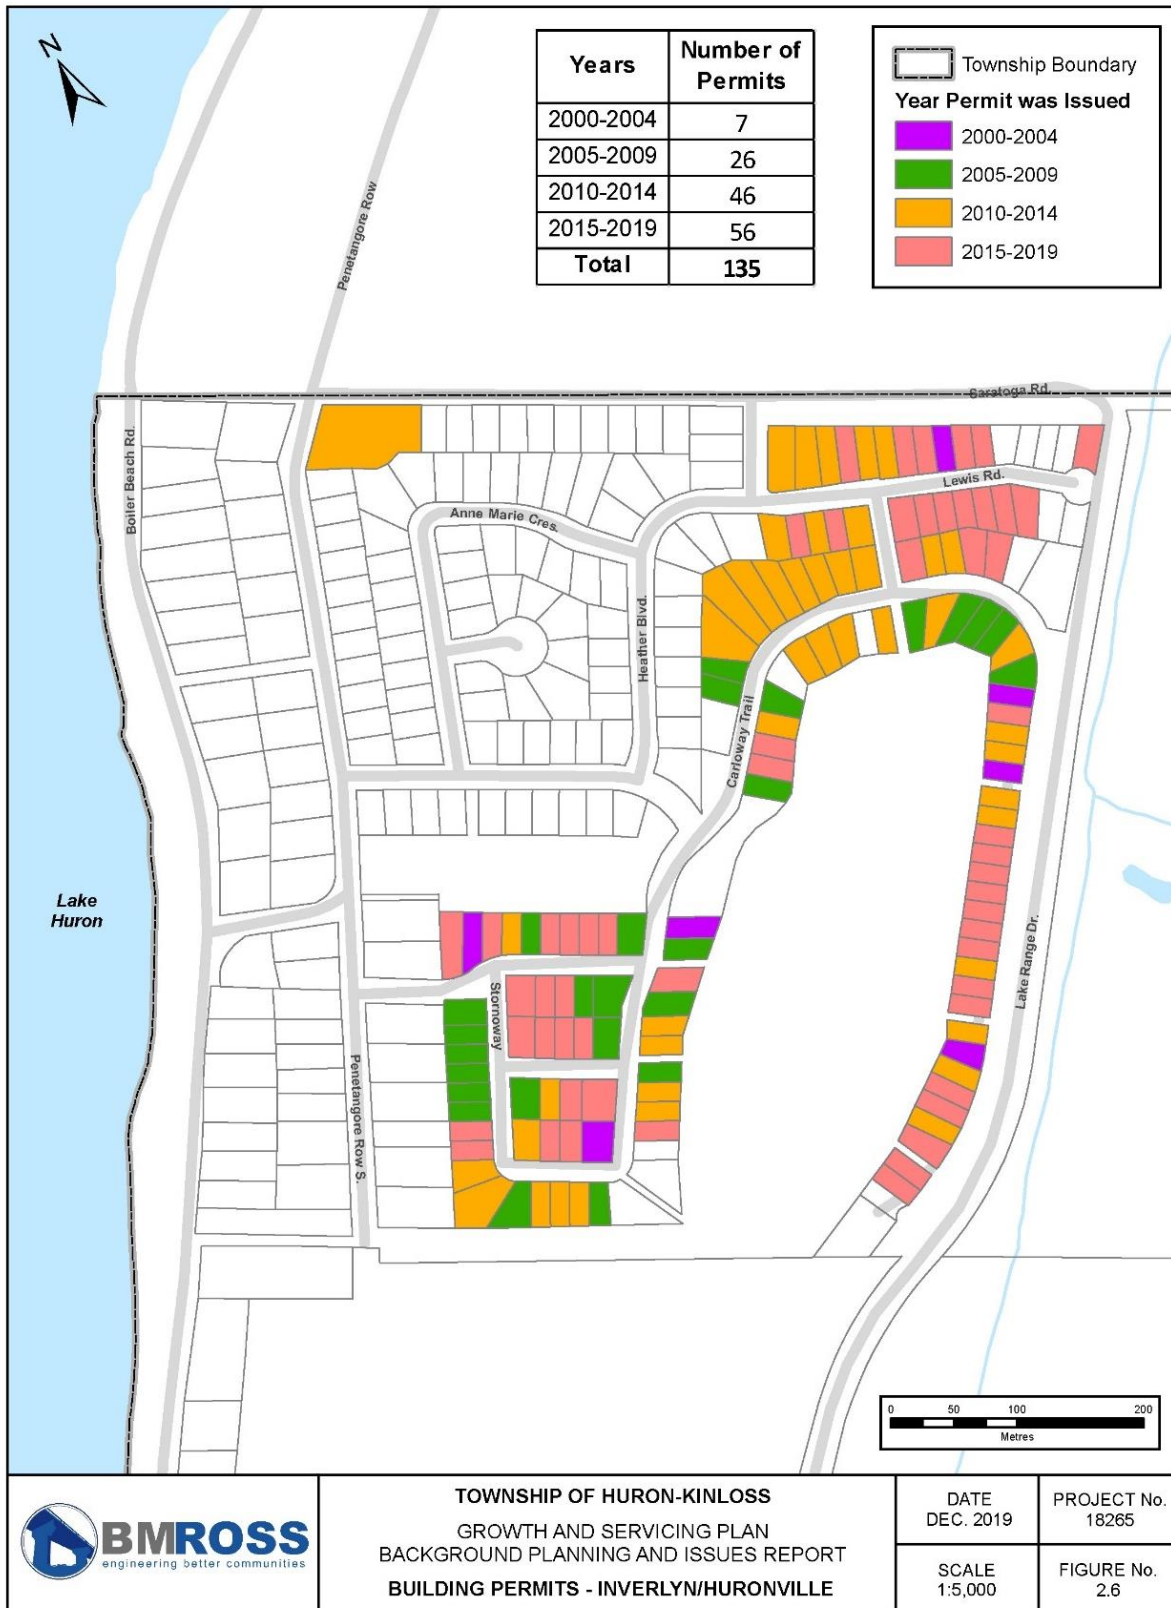 N
Years Number of Permits
2000-2004 7
2005-2009 26
2010-2014 46
2015-2019 56
Total 135
Township Boundary
Year Permit was Issued
2000-2004
2005-2009
2010-2014
2015-2019
Penetangore Row
Saratoga Rd.
Boiler Beach Rd.
Lewis Rd.
Anne Marie Cres.
Heather Blvd.
Carloway Trail
Lake
Huron
Lake Range Dr.
Stornoway
Penetangore Row S.
0 50 100 200
Metres
BMROSS
engineering better communities
TOWNSHIP OF HURON-KINLOSS
GROWTH AND SERVICING PLAN
BACKGROUND PLANNING AND ISSUES REPORT
BUILDING PERMITS - INVERLYN/HURONVILLE
DATE
DEC. 2019
PROJECT No.
18265
SCALE
1:5,000
FIGURE No.
2.6